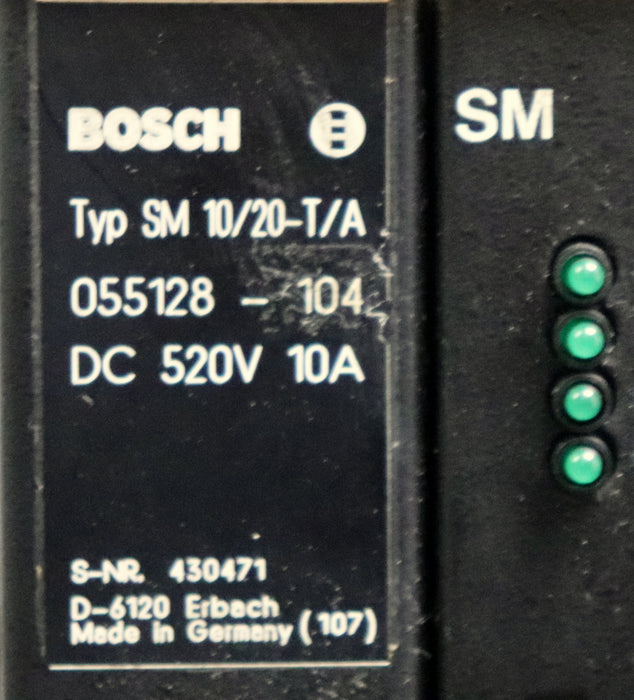 BOSCH
SM
Typ SM 10/20-T/A
055128 - 104
DC 520V 10A
S-NR. 430471
D-6120 Erbach
Made in Germany (107)